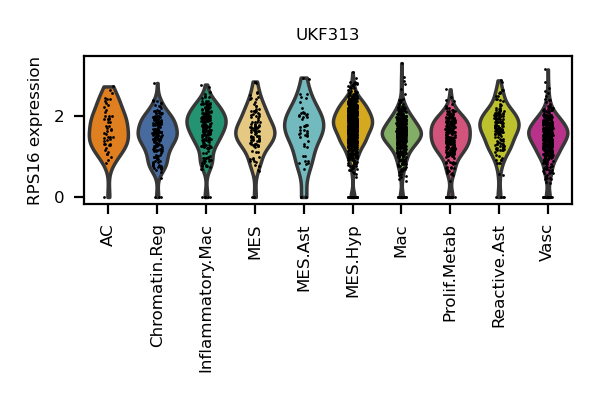 UKF313
RPS16 expression
2
0
AC
Chromatin.Reg
Inflammatory.Mac
MES
MES.Ast
MES.Hyp
Mac
Prolif.Metab
Reactive.Ast
Vasc